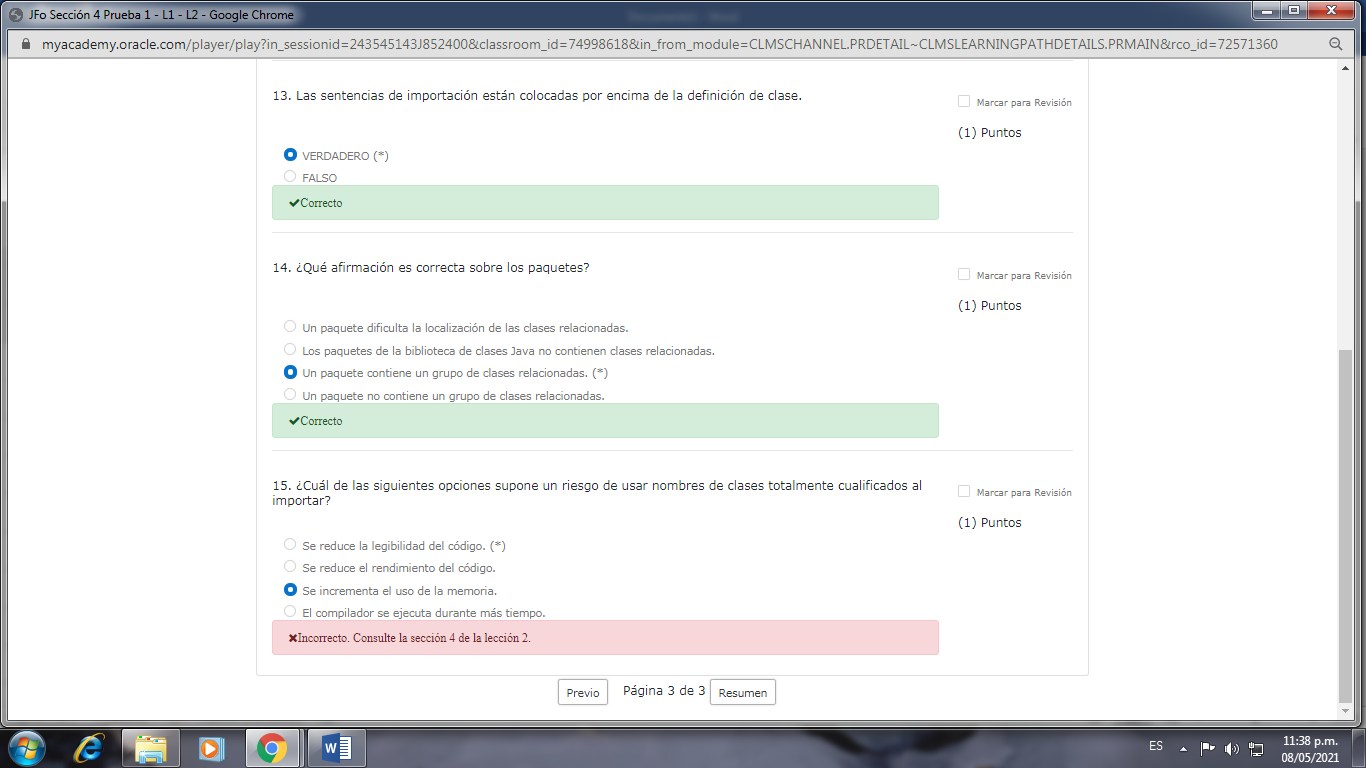 JFo Sección 4 Prueba 1 - L1 - L2 - Google Chrome
myacademy.oracle.com/player/play?in_sessionid=243545143J852400&classroom_id=74998618&in_from_module=CLMSCHANNEL.PRDETAIL~CLMSLEARNINGPATHDETAILS.PRMAIN&rco_id=72571360
13. Las sentencias de importación están colocadas por encima de la definición de clase.
Marcar para Revisión
(1) Puntos
VERDADERO (*)
FALSO
✔Correcto
14. ¿Qué afirmación es correcta sobre los paquetes?
Marcar para Revisión
(1) Puntos
Un paquete dificulta la localización de las clases relacionadas.
Los paquetes de la biblioteca de clases Java no contienen clases relacionadas.
Un paquete contiene un grupo de clases relacionadas. (*)
Un paquete no contiene un grupo de clases relacionadas.
✔Correcto
15. ¿Cuál de las siguientes opciones supone un riesgo de usar nombres de clases totalmente cualificados al
importar?
Marcar para Revisión
(1) Puntos
Se reduce la legibilidad del código. (*)
Se reduce el rendimiento del código.
Se incrementa el uso de la memoria.
El compilador se ejecuta durante más tiempo.
✖Incorrecto. Consulte la sección 4 de la lección 2.
Previo
Página 3 de 3
Resumen
ES
11:38 p.m.
08/05/2021